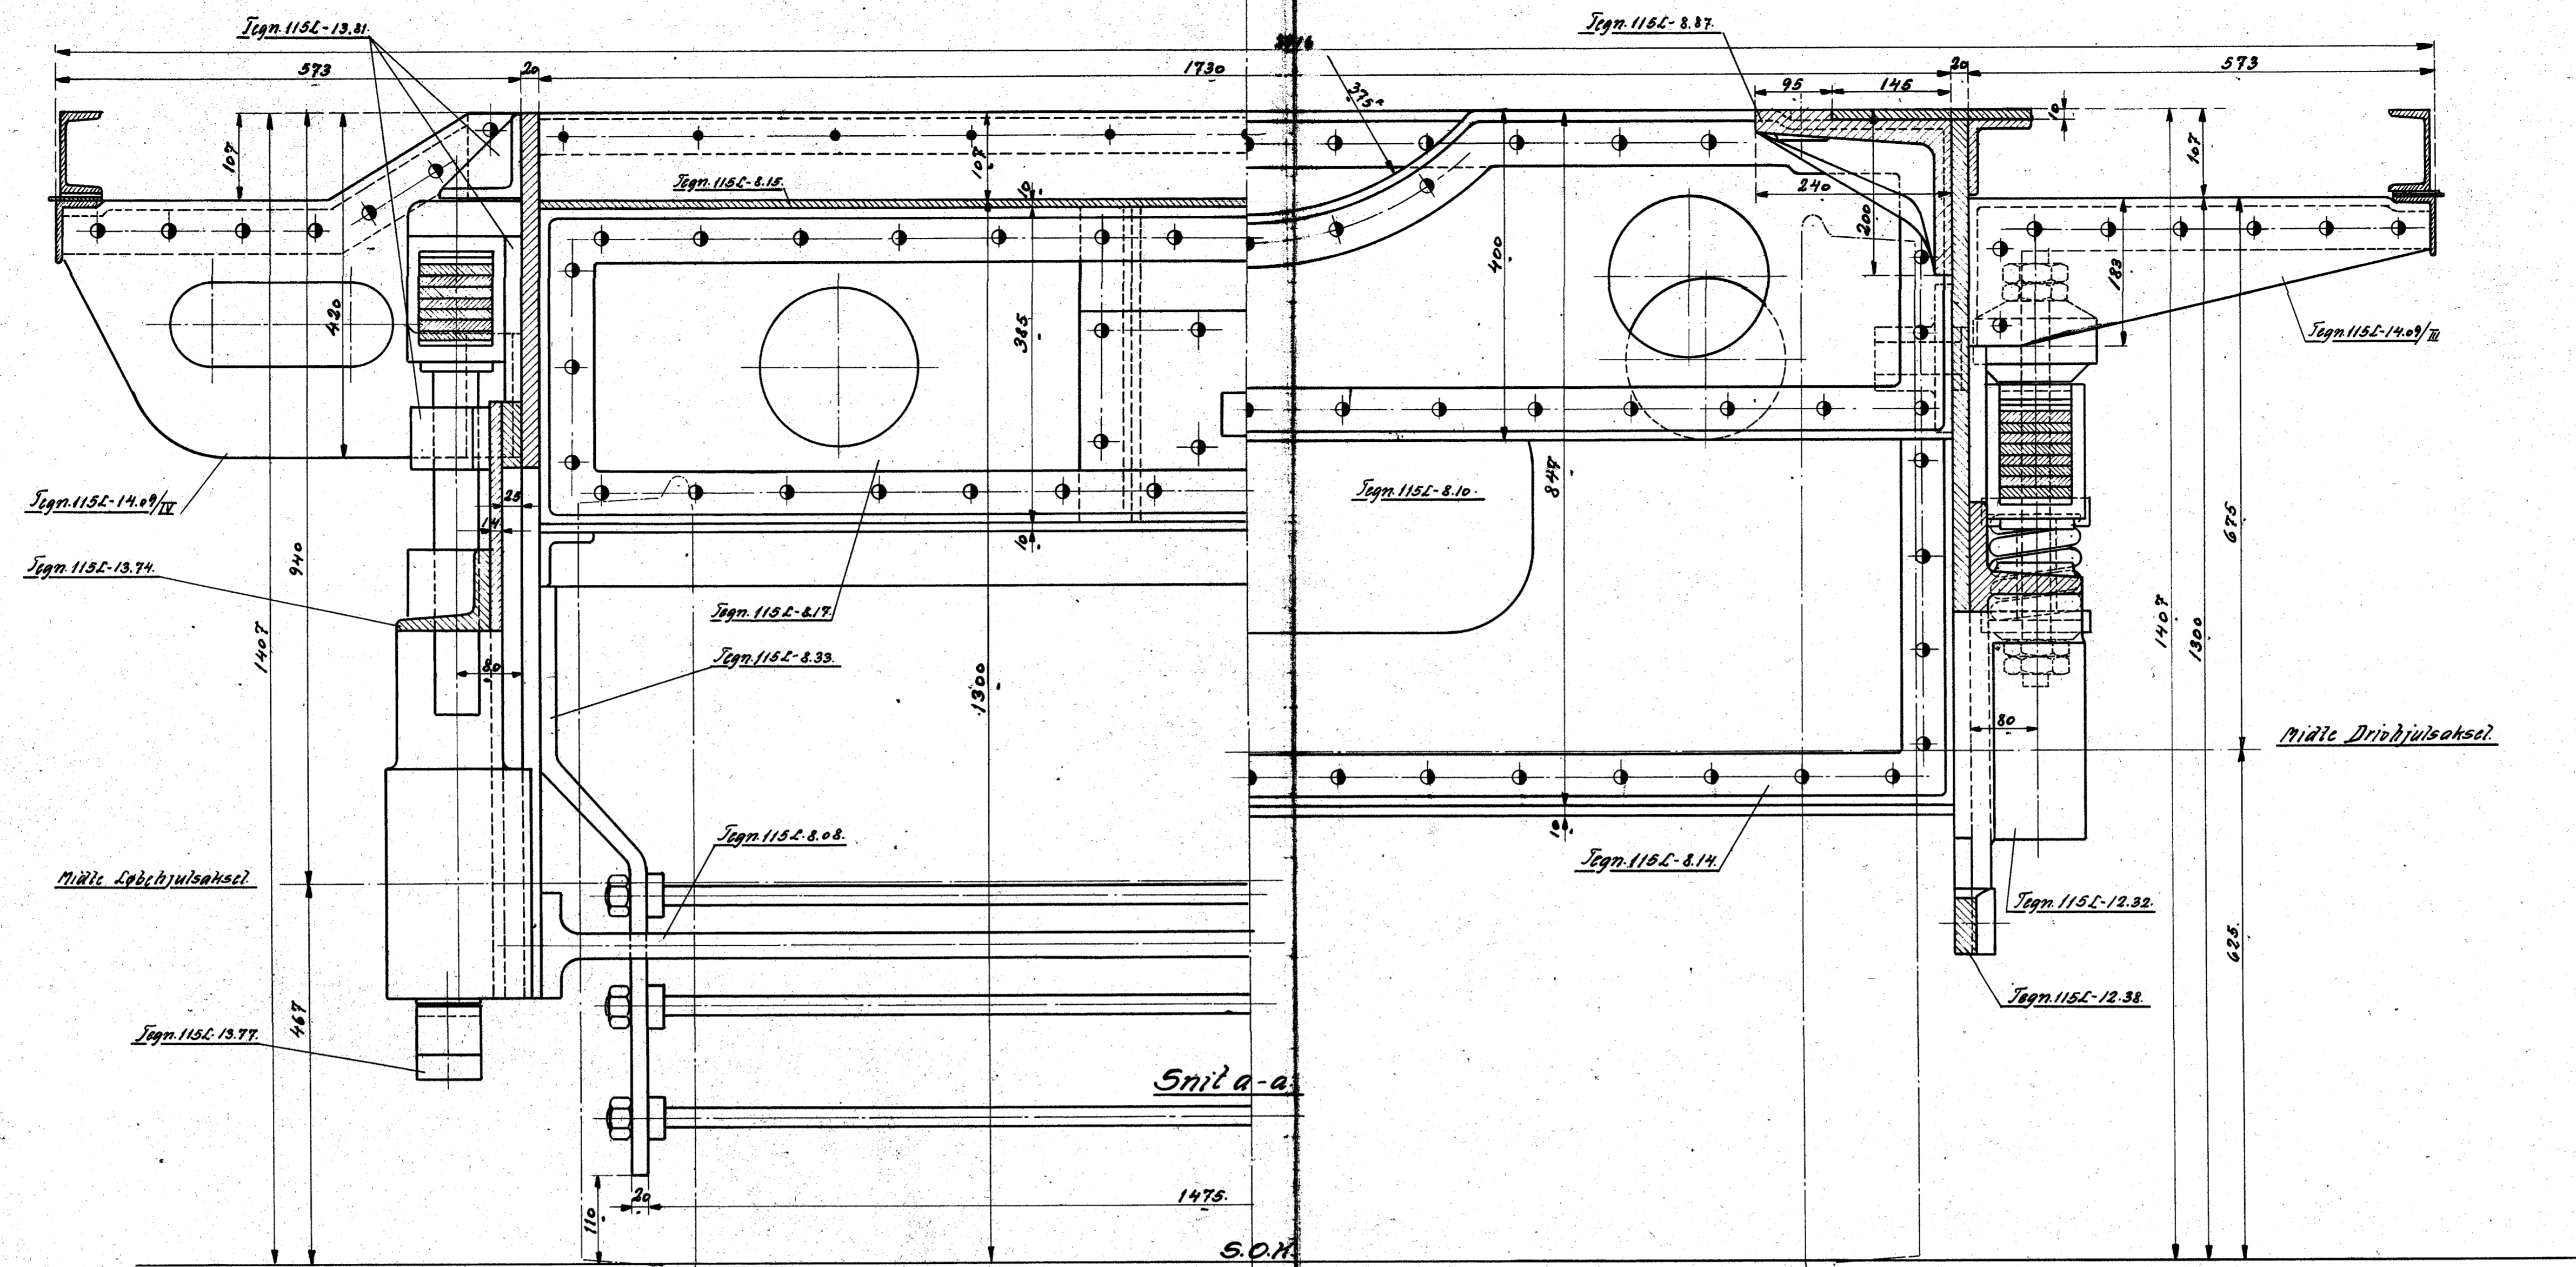 Tegn. 115L-13.81.
Tegn. 115L-8.87.
573
20
1730
20
573
375
95
145
10
107
107
107
Tegn. 115L-8.15.
10
240
200
183
420
400
385
Tegn. 115L-14.09/III
Tegn. 115L-14.09/IV
25
14
847
Tegn. 115L-8.10.
675
940
10
Tegn. 115L-13.74.
Tegn. 115L-8.17.
1407
1407
1300
80
Tegn. 115L-8.33.
1300
80
Midle Drivhjulsaksel
10
Tegn. 115L-8.08.
Tegn. 115L-8.14.
Midle Løbehjulsaksel
Tegn. 115L-12.32.
625
Tegn. 115L-12.38.
467
Tegn. 115L-13.77.
Snit a-a.
20
1475.
110
S.O.K.